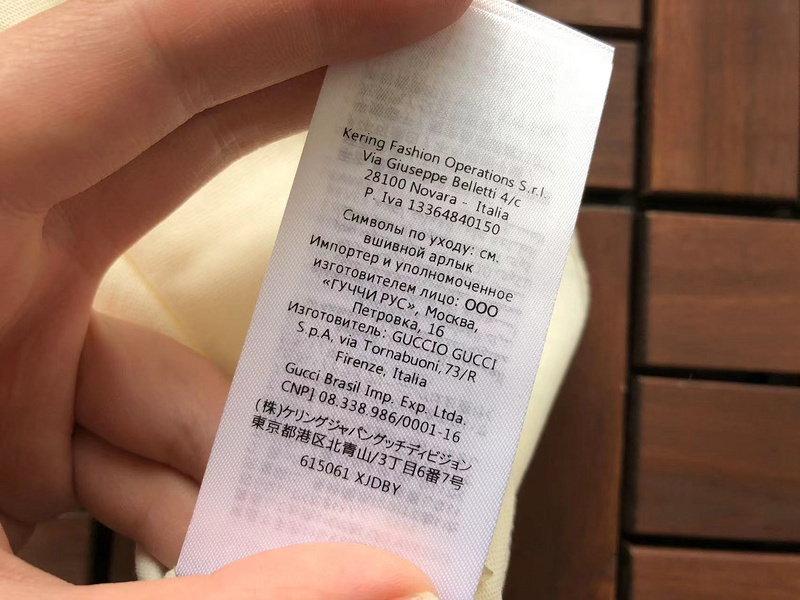 Kering Fashion Operations S.r.l.
Via Giuseppe Belletti 4/c
28100 Novara - Italia
P. Iva 13364840150
Символы по уходу: см.
вшивной арлык
Импортер и уполномоченное
изготовителем лицо: ООО
«ГУЧЧИ РУС», Москва,
Петровка, 16
Изготовитель: GUCCIO GUCCI
S.p.A, via Tornabuoni,73/R
Firenze, Italia
Gucci Brasil Imp. Exp. Ltda.
CNPJ 08.338.986/0001-16
(株)ケリングジャパングッチディビジョン
東京都港区北青山/3丁目6番7号
615061 XJDBY